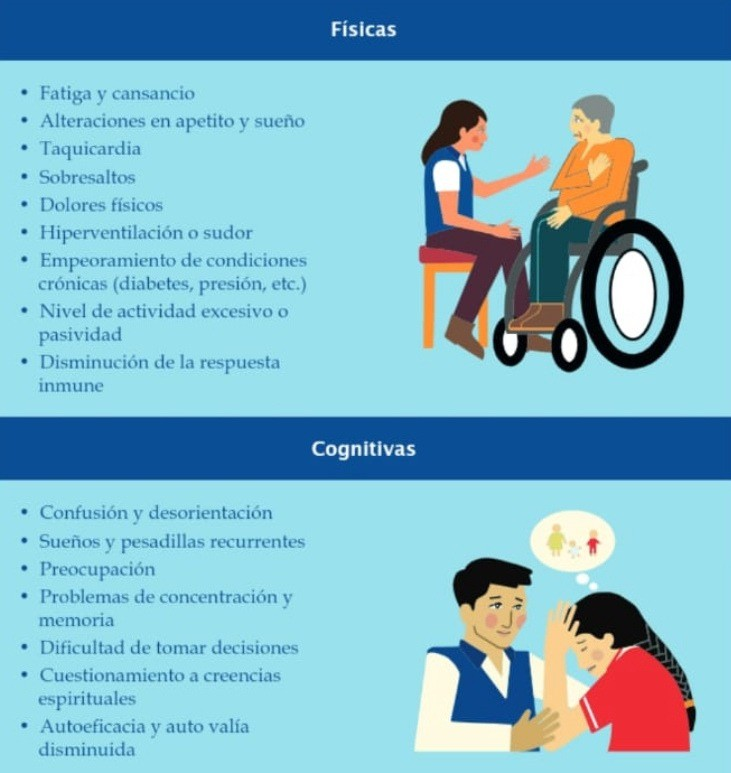 Físicas
• Fatiga y cansancio
• Alteraciones en apetito y sueño
• Taquicardia
• Sobresaltos
• Dolores físicos
• Hiperventilación o sudor
• Empeoramiento de condiciones
crónicas (diabetes, presión, etc.)
• Nivel de actividad excesivo o
pasividad
• Disminución de la respuesta
inmune
Cognitivas
• Confusión y desorientación
• Sueños y pesadillas recurrentes
• Preocupación
• Problemas de concentración y
memoria
• Dificultad de tomar decisiones
• Cuestionamiento a creencias
espirituales
• Autoeficacia y auto valía
disminuida